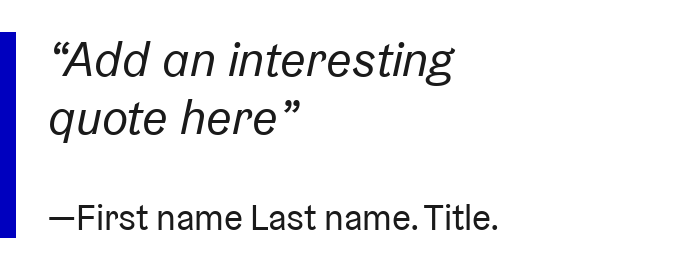 “Add an interesting
quote here”
—First name Last name. Title.